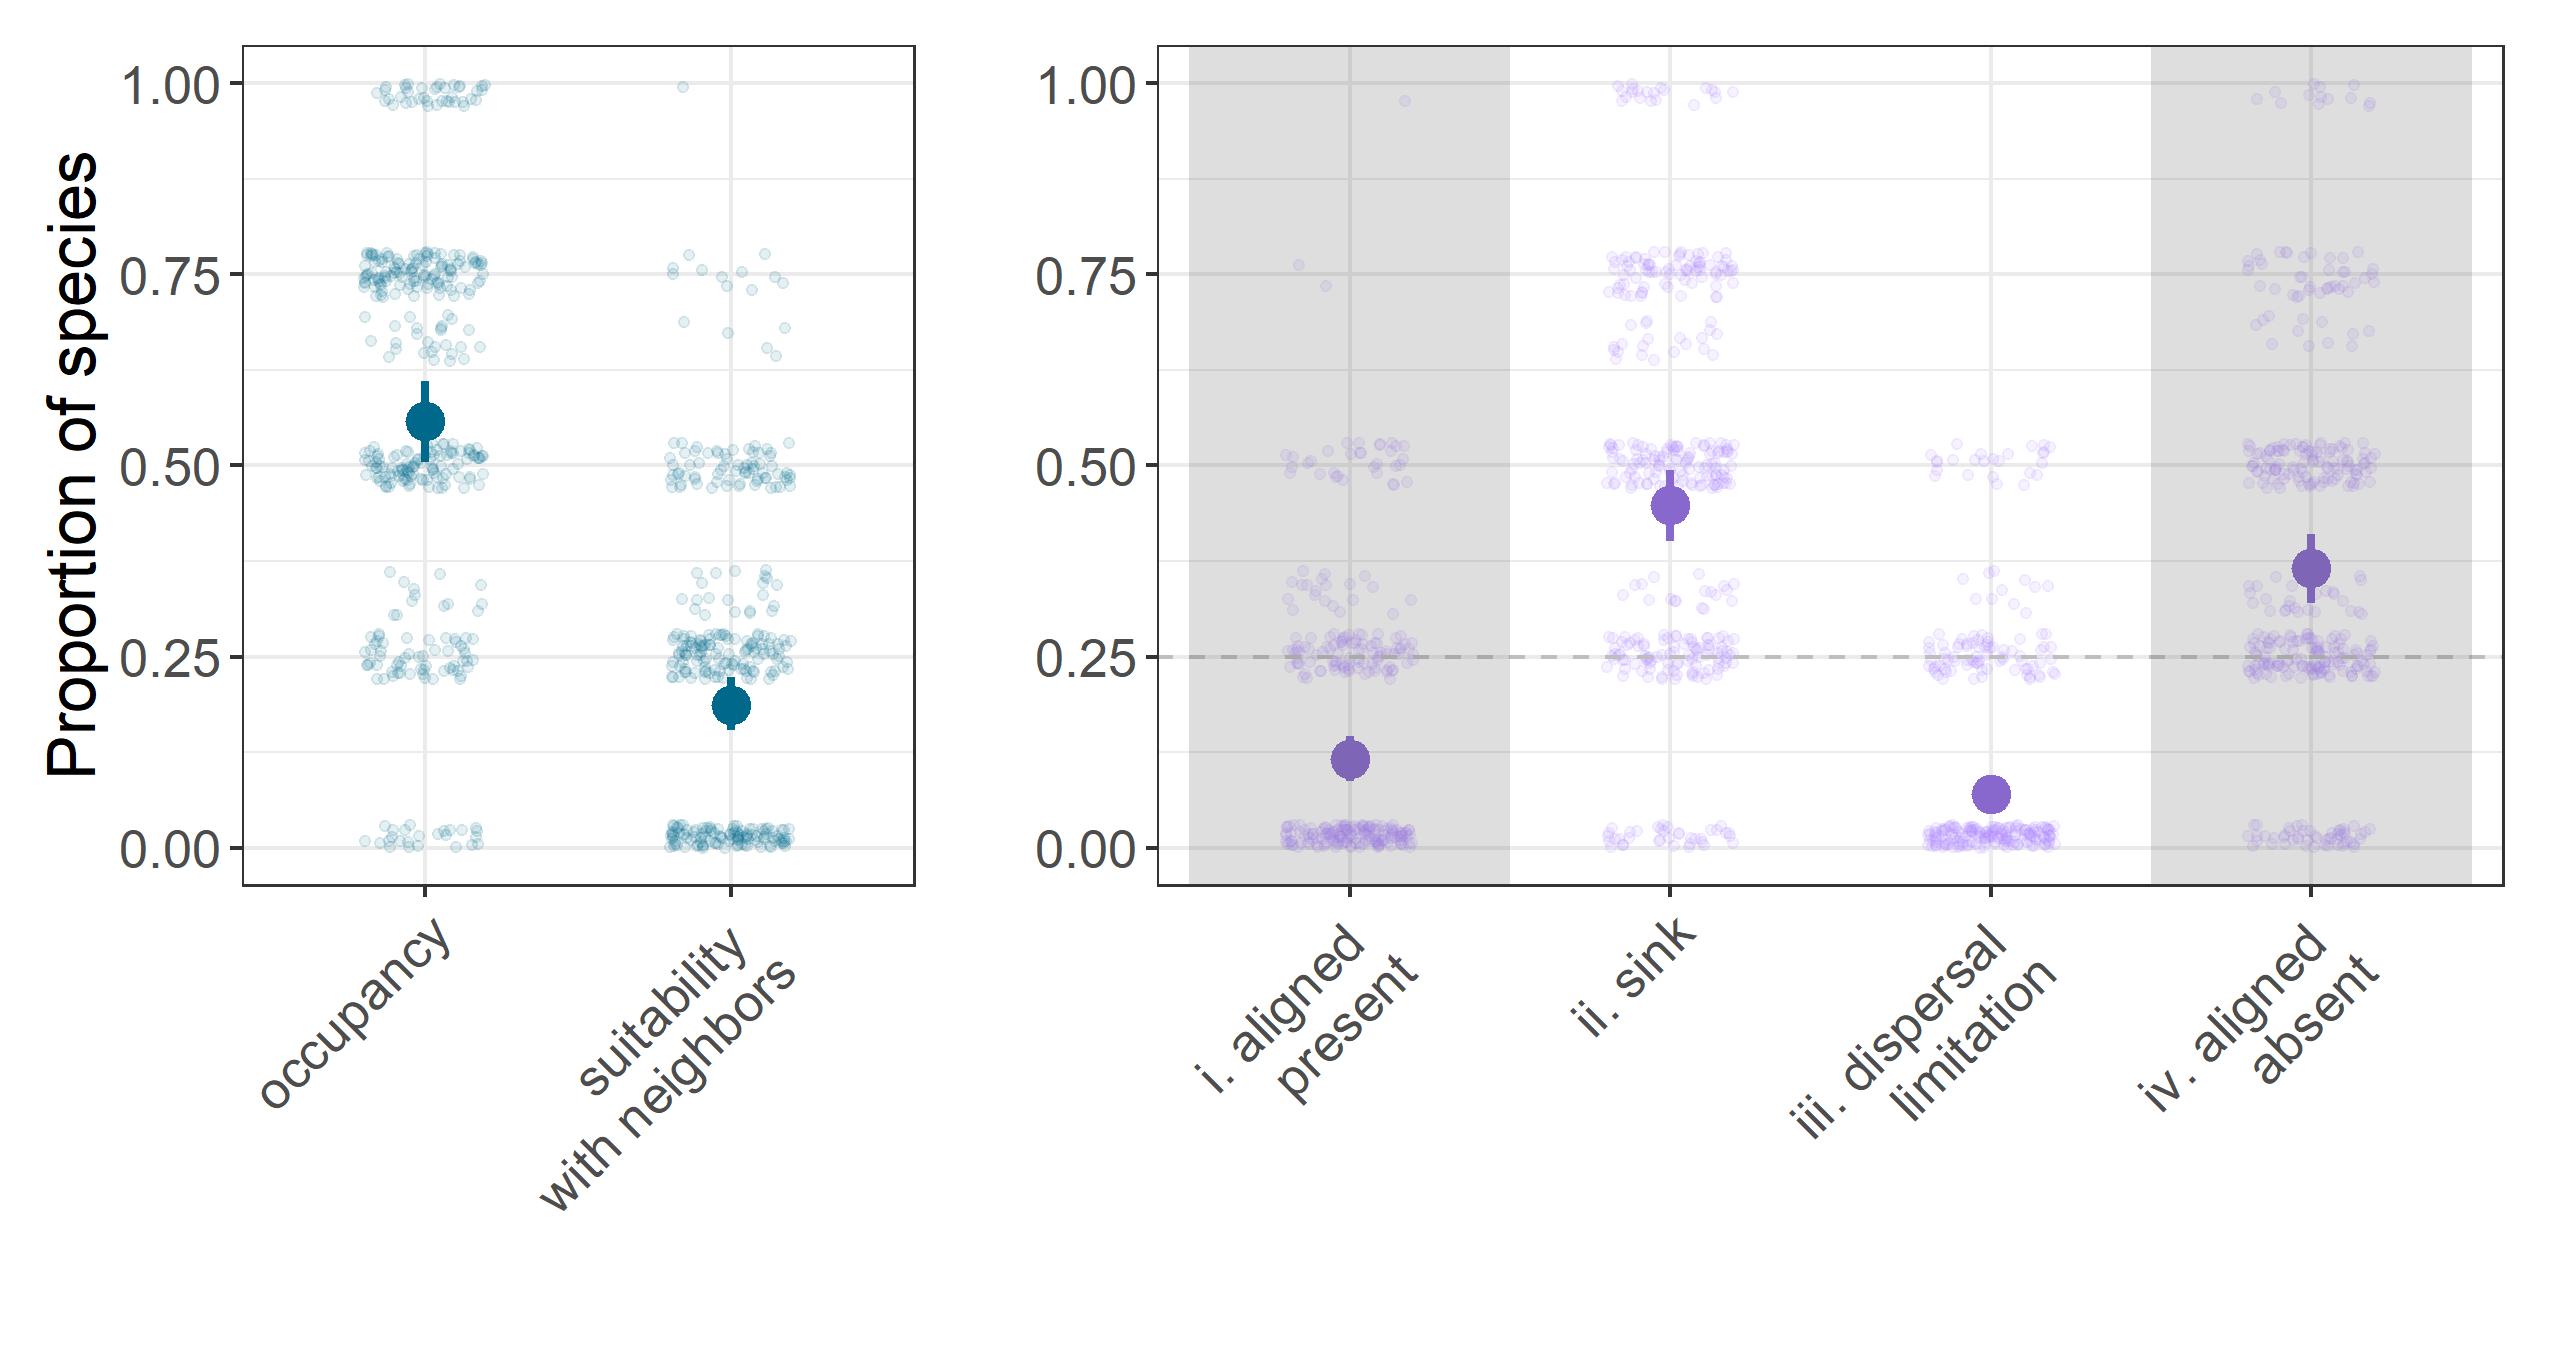 Proportion of species
1.00
0.75
0.50
0.25
0.00
occupancy
suitability
with neighbors
1.00
0.75
0.50
0.25
0.00
i. aligned
present
ii. sink
iii. dispersal
limitation
iv. aligned
absent